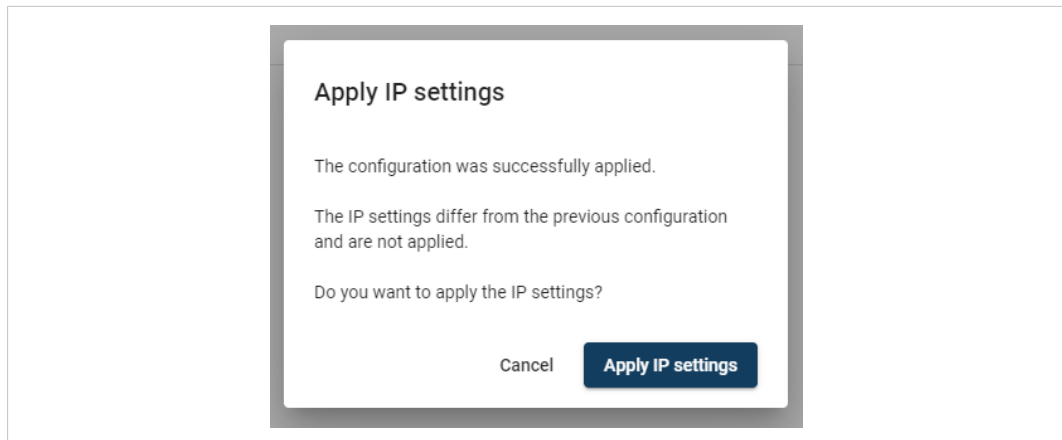 Apply IP settings
The configuration was successfully applied.
The IP settings differ from the previous configuration
and are not applied.
Do you want to apply the IP settings?
Cancel
Apply IP settings